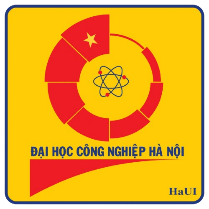 ĐẠI HỌC CÔNG NGHIỆP HÀ NỘI
HaUI